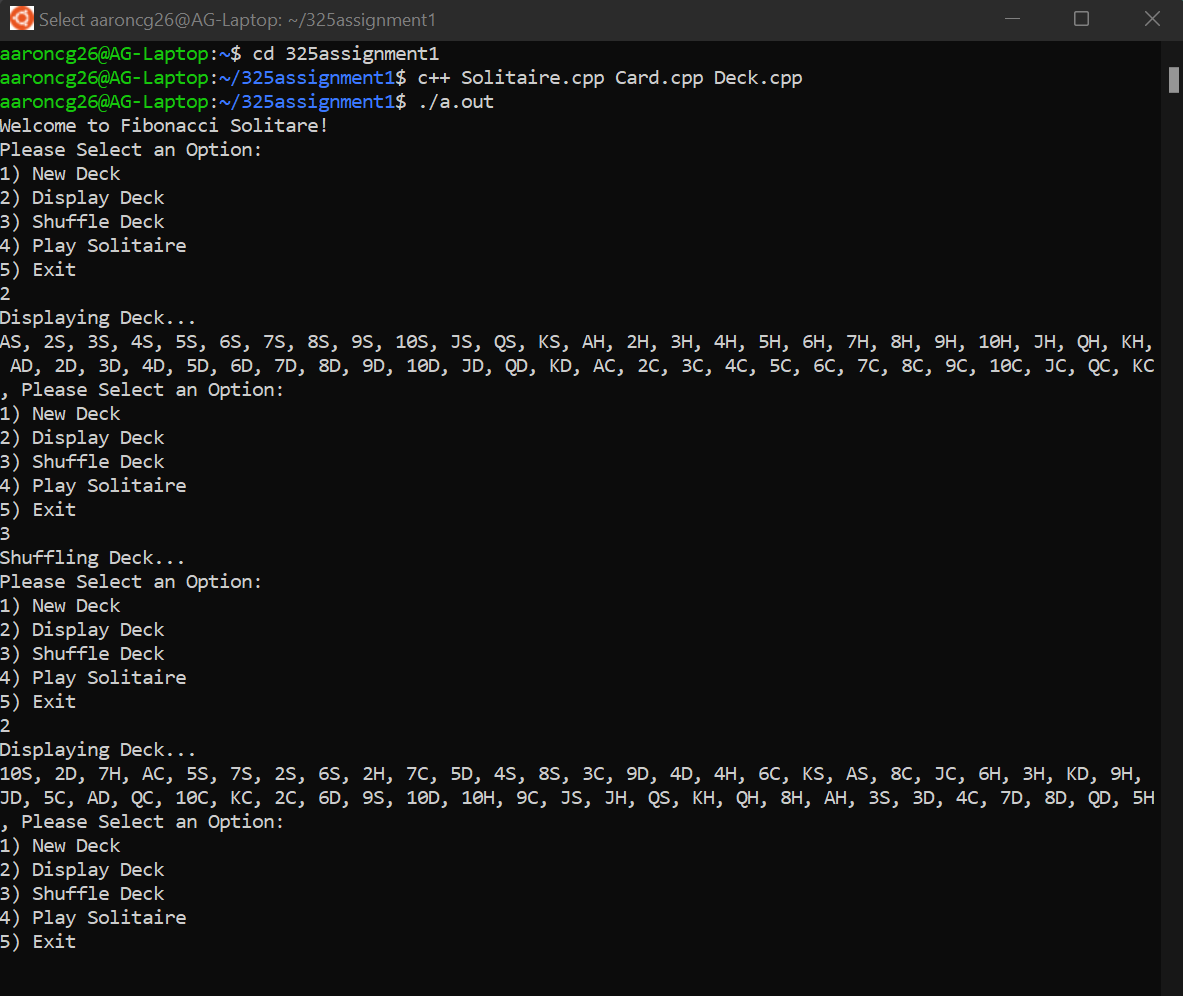 Select aaroncg26@AG-Laptop: ~/325assignment1
aaroncg26@AG-Laptop:~$ cd 325assignment1
aaroncg26@AG-Laptop:~/325assignment1$ c++ Solitaire.cpp Card.cpp Deck.cpp
aaroncg26@AG-Laptop:~/325assignment1$ ./a.out
Welcome to Fibonacci Solitare!
Please Select an Option:
1) New Deck
2) Display Deck
3) Shuffle Deck
4) Play Solitaire
5) Exit
2
Displaying Deck...
AS, 2S, 3S, 4S, 5S, 6S, 7S, 8S, 9S, 10S, JS, QS, KS, AH, 2H, 3H, 4H, 5H, 6H, 7H, 8H, 9H, 10H, JH, QH, KH,
AD, 2D, 3D, 4D, 5D, 6D, 7D, 8D, 9D, 10D, JD, QD, KD, AC, 2C, 3C, 4C, 5C, 6C, 7C, 8C, 9C, 10C, JC, QC, KC
, Please Select an Option:
1) New Deck
2) Display Deck
3) Shuffle Deck
4) Play Solitaire
5) Exit
3
Shuffling Deck...
Please Select an Option:
1) New Deck
2) Display Deck
3) Shuffle Deck
4) Play Solitaire
5) Exit
2
Displaying Deck...
10S, 2D, 7H, AC, 5S, 7S, 2S, 6S, 2H, 7C, 5D, 4S, 8S, 3C, 9D, 4D, 4H, 6C, KS, AS, 8C, JC, 6H, 3H, KD, 9H,
JD, 5C, AD, QC, 10C, KC, 2C, 6D, 9S, 10D, 10H, 9C, JS, JH, QS, KH, QH, 8H, AH, 3S, 3D, 4C, 7D, 8D, QD, 5H
, Please Select an Option:
1) New Deck
2) Display Deck
3) Shuffle Deck
4) Play Solitaire
5) Exit